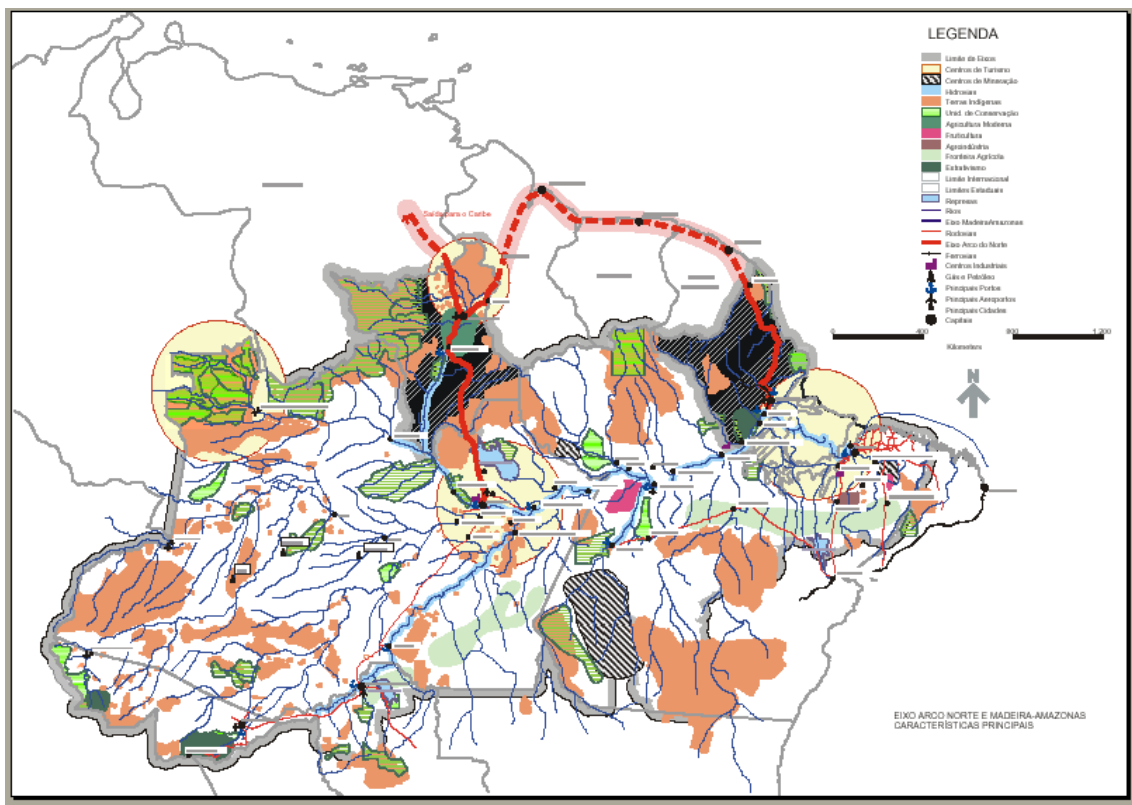 LEGENDA
Limite de Eixos
Centros de Turismo
Centros de Mineração
Hidrovias
Terras Indígenas
Unid. de Conservação
Agricultura Moderna
Fruticultura
Agroindústria
Fronteira Agrícola
Extrativismo
Limite Internacional
Limites Estaduais
Represas
Rios
Eixo Madeira-Amazonas
Rodovias
Eixo Arco do Norte
Ferrovias
Centros Industriais
Gás e Petróleo
Principais Portos
Principais Aeroportos
Principais Cidades
Capitais
0 400 800 1.200
Kilometers
N
Saída para o Caribe
EIXO ARCO NORTE E MADEIRA-AMAZONAS
CARACTERÍSTICAS PRINCIPAIS